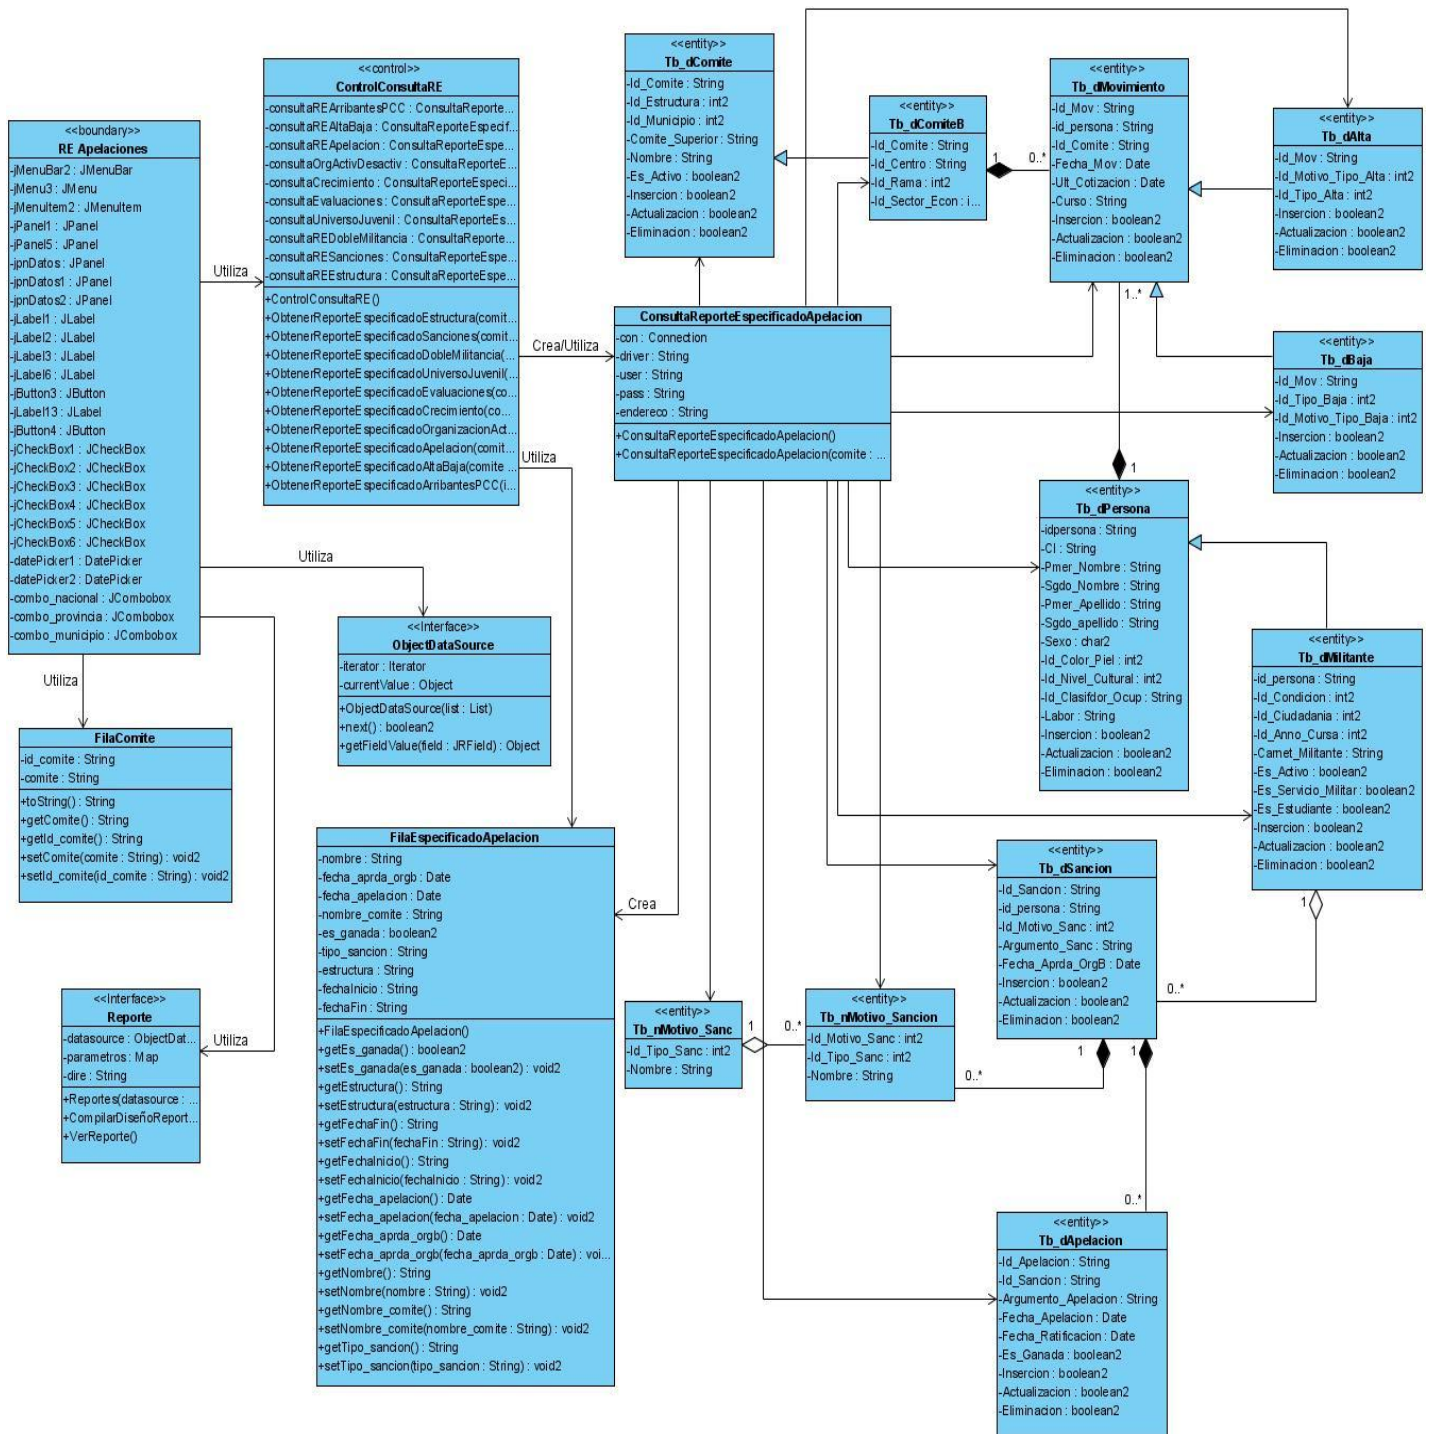 <<boundary>>
RE Apelaciones
-jMenuBar2 : JMenuBar
-jMenu3 : JMenu
-jMenuItem2 : JMenuItem
-jPanel1 : JPanel
-jPanel5 : JPanel
-jpnDatos : JPanel
-jpnDatos1 : JPanel
-jpnDatos2 : JPanel
-jLabel1 : JLabel
-jLabel2 : JLabel
-jLabel3 : JLabel
-jLabel6 : JLabel
-jButton3 : JButton
-jLabel13 : JLabel
-jButton4 : JButton
-jCheckBox1 : JCheckBox
-jCheckBox2 : JCheckBox
-jCheckBox3 : JCheckBox
-jCheckBox4 : JCheckBox
-jCheckBox5 : JCheckBox
-jCheckBox6 : JCheckBox
-datePicker1 : DatePicker
-datePicker2 : DatePicker
-combo_nacional : JCombobox
-combo_provincia : JCombobox
-combo_municipio : JCombobox
Utiliza
<<control>>
ControlConsultaRE
-consultaREArribantesPCC : ConsultaReporte...
-consultaREAltaBaja : ConsultaReporteEspecif...
-consultaREApelacion : ConsultaReporteEspe...
-consultaOrgActivDesactiv : ConsultaReporteE...
-consultaCrecimiento : ConsultaReporteEspeci...
-consultaEvaluaciones : ConsultaReporteEspe...
-consultaUniversoJuvenil : ConsultaReporteEs...
-consultaREDobleMilitancia : ConsultaReporte...
-consultaRESanciones : ConsultaReporteEspe...
-consultaREEstructura : ConsultaReporteEspe...
+ControlConsultaRE()
+ObtenerReporteEspecificadoEstructura(comit...
+ObtenerReporteEspecificadoSanciones(comit...
+ObtenerReporteEspecificadoDobleMilitancia(...
+ObtenerReporteEspecificadoUniversoJuvenil(...
+ObtenerReporteEspecificadoEvaluaciones(co...
+ObtenerReporteEspecificadoCrecimiento(co...
+ObtenerReporteEspecificadoOrganizacionAct...
+ObtenerReporteEspecificadoApelacion(comit...
+ObtenerReporteEspecificadoAltaBaja(comite ...
+ObtenerReporteEspecificadoArribantesPCC(i...
Crea/Utiliza
Utiliza
<<entity>>
Tb_dComite
-Id_Comite : String
-Id_Estructura : int2
-Id_Municipio : int2
-Comite_Superior : String
-Nombre : String
-Es_Activo : boolean2
-Insercion : boolean2
-Actualizacion : boolean2
-Eliminacion : boolean2
<<entity>>
Tb_dComiteB
-Id_Comite : String
-Id_Centro : String
-Id_Rama : int2
-Id_Sector_Econ : i...
1
0..*
<<entity>>
Tb_dMovimiento
-Id_Mov : String
-id_persona : String
-Id_Comite : String
-Fecha_Mov : Date
-Ult_Cotizacion : Date
-Curso : String
-Insercion : boolean2
-Actualizacion : boolean2
-Eliminacion : boolean2
1..*
<<entity>>
Tb_dAlta
-Id_Mov : String
-Id_Motivo_Tipo_Alta : int2
-Id_Tipo_Alta : int2
-Insercion : boolean2
-Actualizacion : boolean2
-Eliminacion : boolean2
ConsultaReporteEspecificadoApelacion
-con : Connection
-driver : String
-user : String
-pass : String
-endereco : String
+ConsultaReporteEspecificadoApelacion()
+ConsultaReporteEspecificadoApelacion(comite : ...
<<entity>>
Tb_dBaja
-Id_Mov : String
-Id_Tipo_Baja : int2
-Id_Motivo_Tipo_Baja : int2
-Insercion : boolean2
-Actualizacion : boolean2
-Eliminacion : boolean2
1
<<entity>>
Tb_dPersona
-idpersona : String
-CI : String
-Pmer_Nombre : String
-Sgdo_Nombre : String
-Pmer_Apellido : String
-Sgdo_apellido : String
-Sexo : char2
-Id_Color_Piel : int2
-Id_Nivel_Cultural : int2
-Id_Clasifdor_Ocup : String
-Labor : String
-Insercion : boolean2
-Actualizacion : boolean2
-Eliminacion : boolean2
<<entity>>
Tb_dMilitante
-id_persona : String
-Id_Condicion : int2
-Id_Ciudadania : int2
-Id_Anno_Cursa : int2
-Carnet_Militante : String
-Es_Activo : boolean2
-Es_Servicio_Militar : boolean2
-Es_Estudiante : boolean2
-Insercion : boolean2
-Actualizacion : boolean2
-Eliminacion : boolean2
1
0..*
Utiliza
<<Interface>>
ObjectDataSource
-iterator : Iterator
-currentValue : Object
+ObjectDataSource(list : List)
+next() : boolean2
+getFieldValue(field : JRField) : Object
Utiliza
FilaComite
-id_comite : String
-comite : String
+toString() : String
+getComite() : String
+getId_comite() : String
+setComite(comite : String) : void2
+setId_comite(id_comite : String) : void2
<<Interface>>
Reporte
-datasource : ObjectDat...
-parametros : Map
-dire : String
+Reportes(datasource : ...
+CompilarDiseñoReport...
+VerReporte()
Utiliza
FilaEspecificadoApelacion
-nombre : String
-fecha_aprda_orgb : Date
-fecha_apelacion : Date
-nombre_comite : String
-es_ganada : boolean2
-tipo_sancion : String
-estructura : String
-fechaInicio : String
-fechaFin : String
+FilaEspecificadoApelacion()
+getEs_ganada() : boolean2
+setEs_ganada(es_ganada : boolean2) : void2
+getEstructura() : String
+setEstructura(estructura : String) : void2
+getFechaFin() : String
+setFechaFin(fechaFin : String) : void2
+getFechaInicio() : String
+setFechaInicio(fechaInicio : String) : void2
+getFecha_apelacion() : Date
+setFecha_apelacion(fecha_apelacion : Date) : void2
+getFecha_aprda_orgb() : Date
+setFecha_aprda_orgb(fecha_aprda_orgb : Date) : voi...
+getNombre() : String
+setNombre(nombre : String) : void2
+getNombre_comite() : String
+setNombre_comite(nombre_comite : String) : void2
+getTipo_sancion() : String
+setTipo_sancion(tipo_sancion : String) : void2
Crea
<<entity>>
Tb_nMotivo_Sanc
-Id_Tipo_Sanc : int2
-Nombre : String
1
0..*
<<entity>>
Tb_nMotivo_Sancion
-Id_Motivo_Sanc : int2
-Id_Tipo_Sanc : int2
-Nombre : String
0..*
<<entity>>
Tb_dSancion
-Id_Sancion : String
-id_persona : String
-Id_Motivo_Sanc : int2
-Argumento_Sanc : String
-Fecha_Aprda_OrgB : Date
-Insercion : boolean2
-Actualizacion : boolean2
-Eliminacion : boolean2
1
1
0..*
<<entity>>
Tb_dApelacion
-Id_Apelacion : String
-Id_Sancion : String
-Argumento_Apelacion : String
-Fecha_Apelacion : Date
-Fecha_Ratificacion : Date
-Es_Ganada : boolean2
-Insercion : boolean2
-Actualizacion : boolean2
-Eliminacion : boolean2